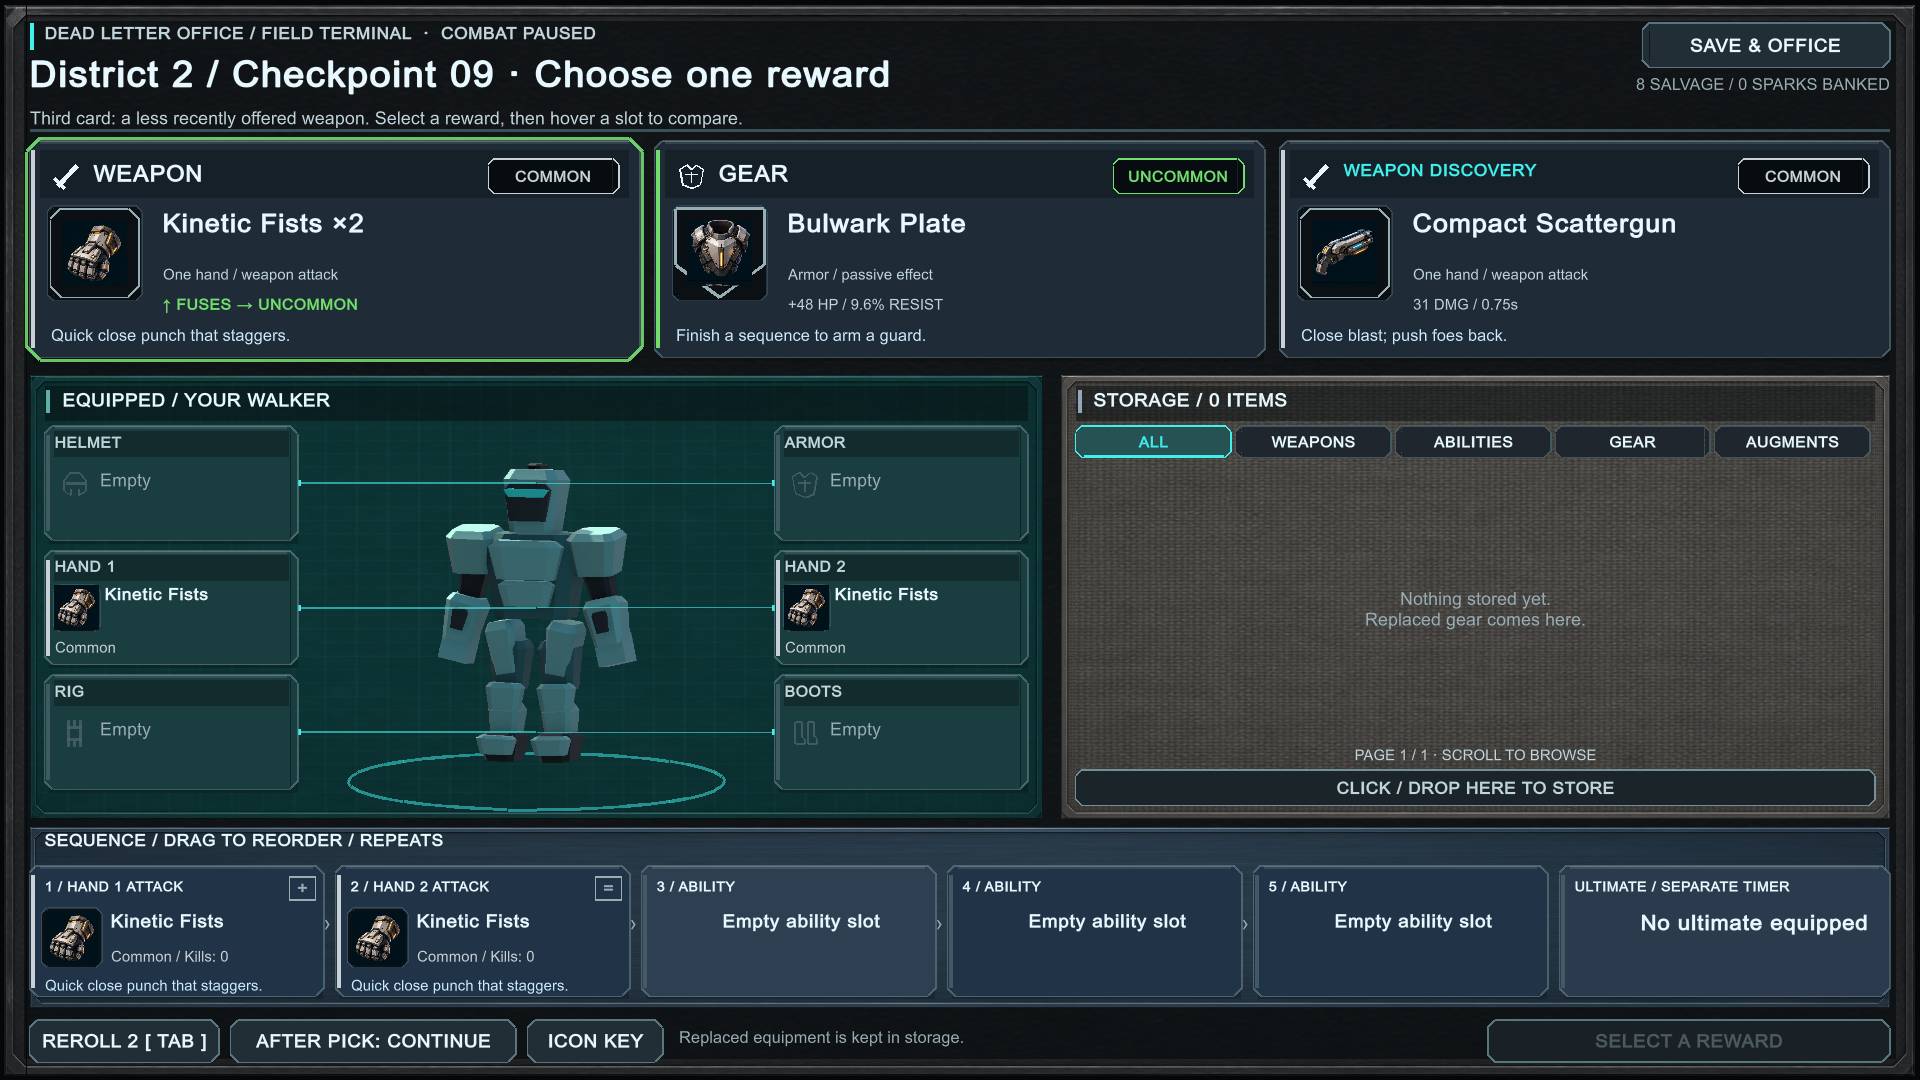 DEAD LETTER OFFICE / FIELD TERMINAL · COMBAT PAUSED
District 2 / Checkpoint 09 · Choose one reward
Third card: a less recently offered weapon. Select a reward, then hover a slot to compare.
SAVE & OFFICE
8 SALVAGE / 0 SPARKS BANKED
WEAPON
COMMON
Kinetic Fists ×2
One hand / weapon attack
↑ FUSES → UNCOMMON
Quick close punch that staggers.
GEAR
UNCOMMON
Bulwark Plate
Armor / passive effect
+48 HP / 9.6% RESIST
Finish a sequence to arm a guard.
WEAPON DISCOVERY
COMMON
Compact Scattergun
One hand / weapon attack
31 DMG / 0.75s
Close blast; push foes back.
EQUIPPED / YOUR WALKER
HELMET
Empty
ARMOR
Empty
HAND 1
Kinetic Fists
Common
HAND 2
Kinetic Fists
Common
RIG
Empty
BOOTS
Empty
STORAGE / 0 ITEMS
ALL
WEAPONS
ABILITIES
GEAR
AUGMENTS
Nothing stored yet.
Replaced gear comes here.
PAGE 1 / 1 · SCROLL TO BROWSE
CLICK / DROP HERE TO STORE
SEQUENCE / DRAG TO REORDER / REPEATS
1 / HAND 1 ATTACK
+
Kinetic Fists
Common / Kills: 0
Quick close punch that staggers.
›
2 / HAND 2 ATTACK
=
Kinetic Fists
Common / Kills: 0
Quick close punch that staggers.
›
3 / ABILITY
Empty ability slot
›
4 / ABILITY
Empty ability slot
›
5 / ABILITY
Empty ability slot
ULTIMATE / SEPARATE TIMER
No ultimate equipped
REROLL 2 [ TAB ]
AFTER PICK: CONTINUE
ICON KEY
Replaced equipment is kept in storage.
SELECT A REWARD